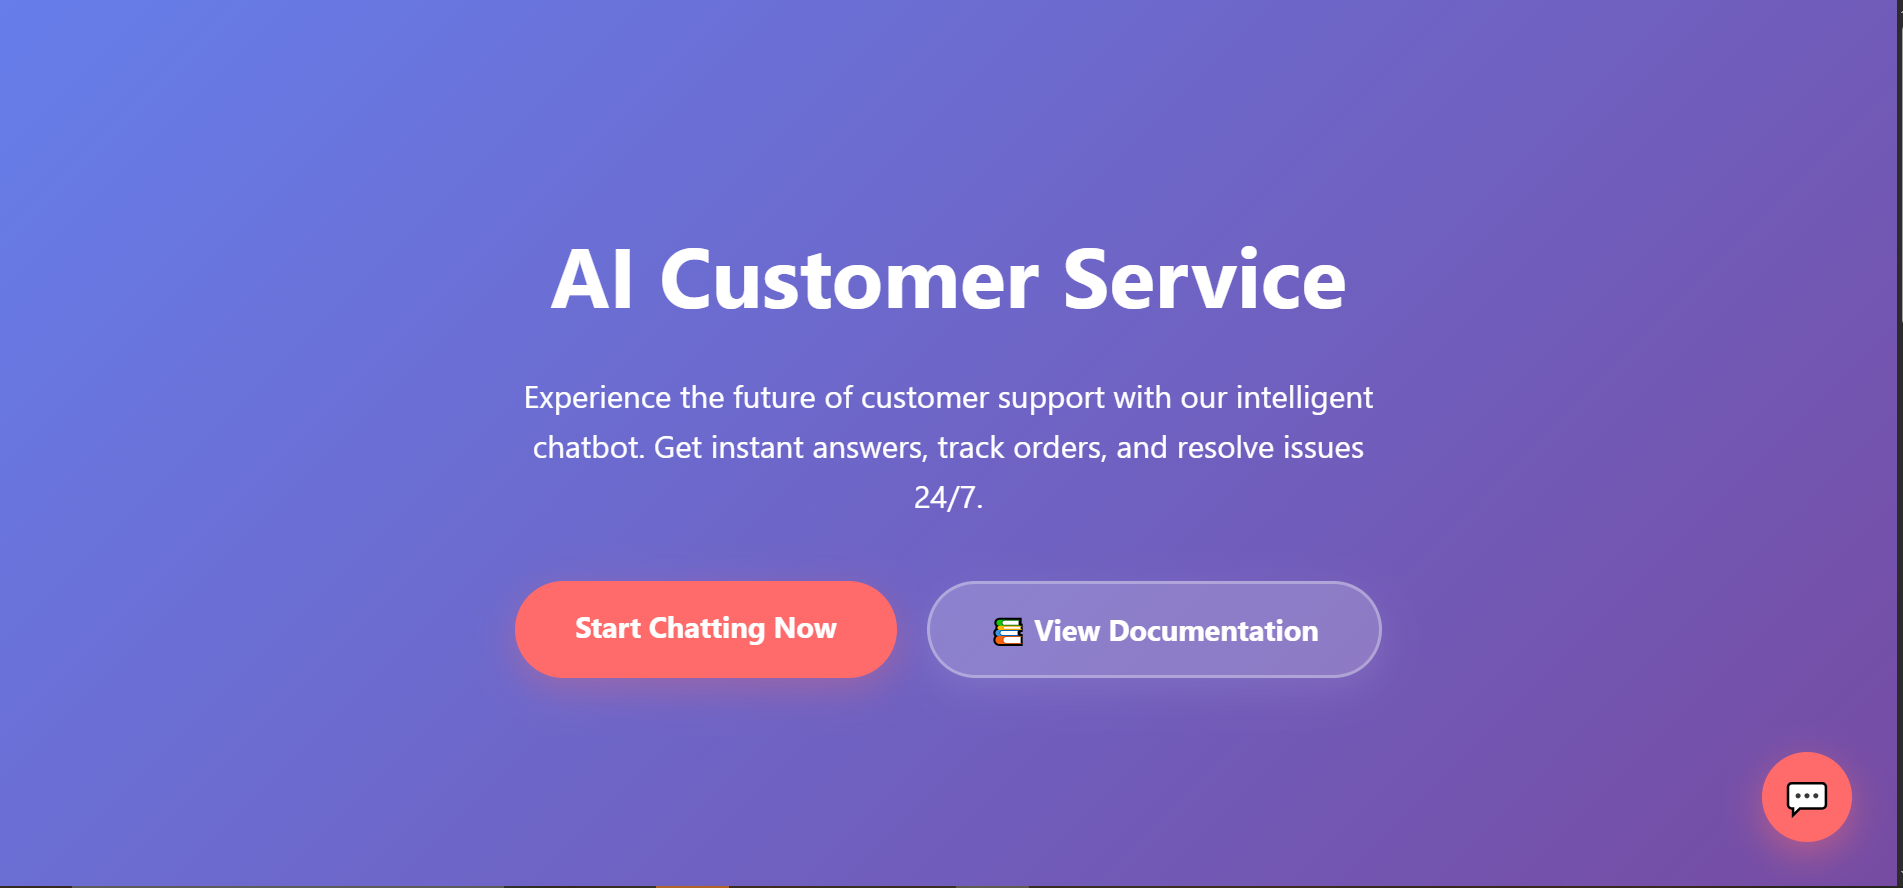 AI Customer Service
Experience the future of customer support with our intelligent
chatbot. Get instant answers, track orders, and resolve issues
24/7.
Start Chatting Now
📚 View Documentation